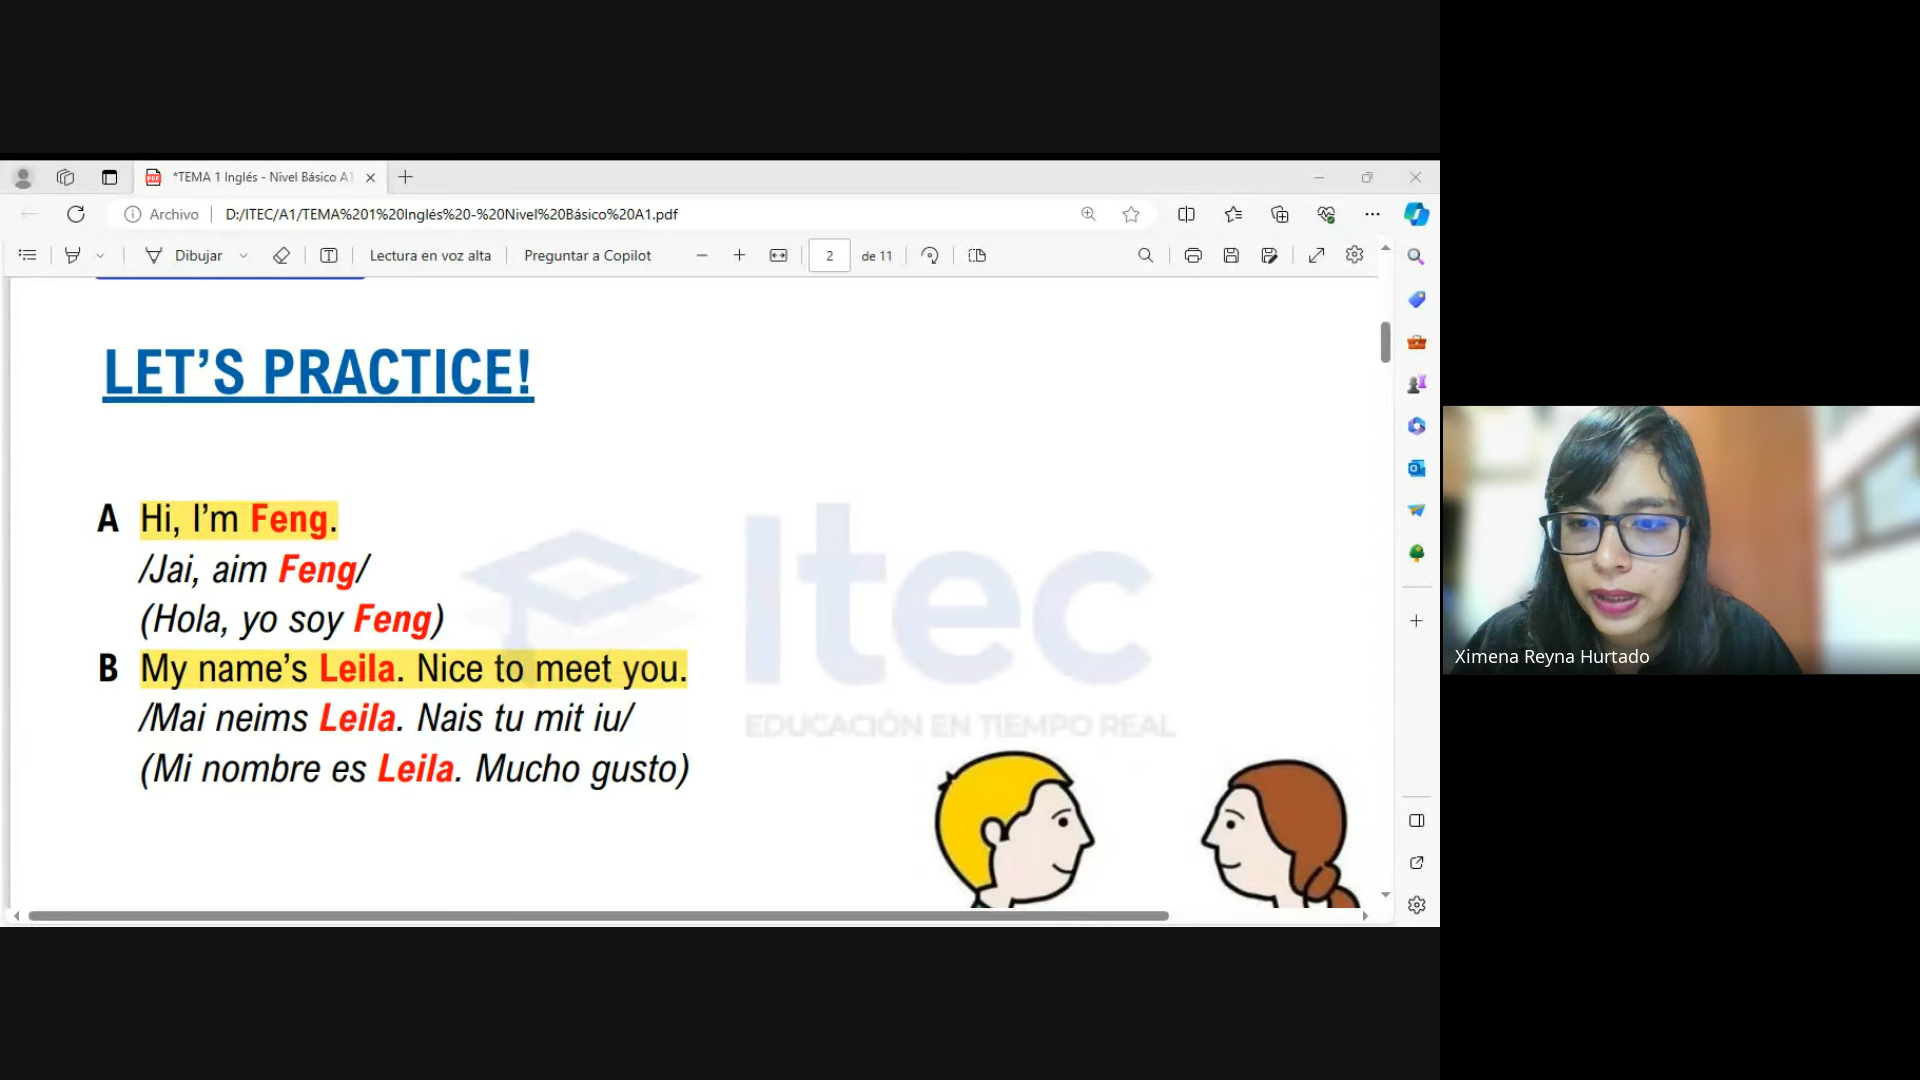 *TEMA 1 Inglés - Nivel Básico A1
Archivo
D:/ITEC/A1/TEMA%201%20Inglés%20-%20Nivel%20Básico%20A1.pdf
Dibujar
Lectura en voz alta
Preguntar a Copilot
2
de 11
LET'S PRACTICE!
A Hi, I'm Feng.
/Jai, aim Feng/
(Hola, yo soy Feng)
B My name's Leila. Nice to meet you.
/Mai neims Leila. Nais tu mit iu/
(Mi nombre es Leila. Mucho gusto)
Itec
EDUCACIÓN EN TIEMPO REAL
Ximena Reyna Hurtado